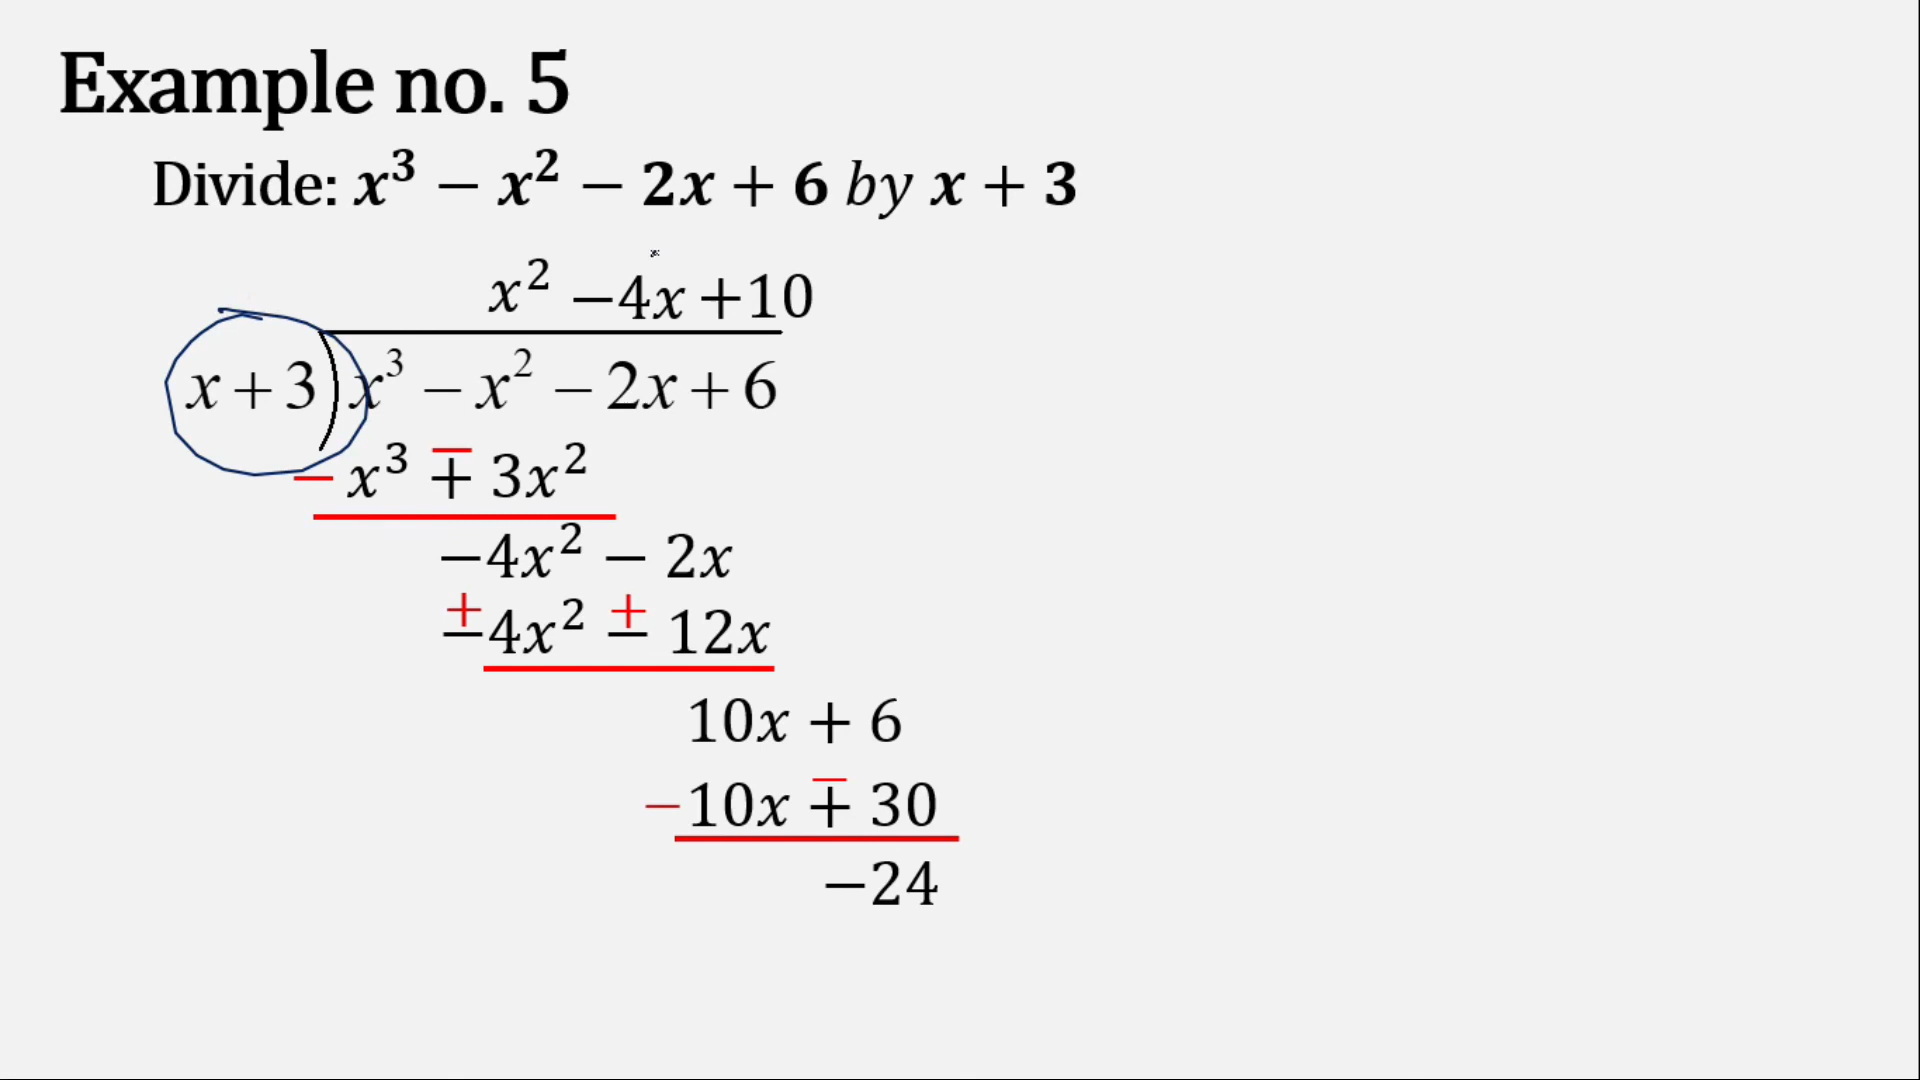 Example no. 5
Divide: x³ − x² − 2x + 6 by x + 3
x² −4x +10
x + 3 ) x³ − x² − 2x + 6
− x³ ∓ 3x²
−4x² − 2x
±4x² ± 12x
10x + 6
−10x ∓ 30
−24